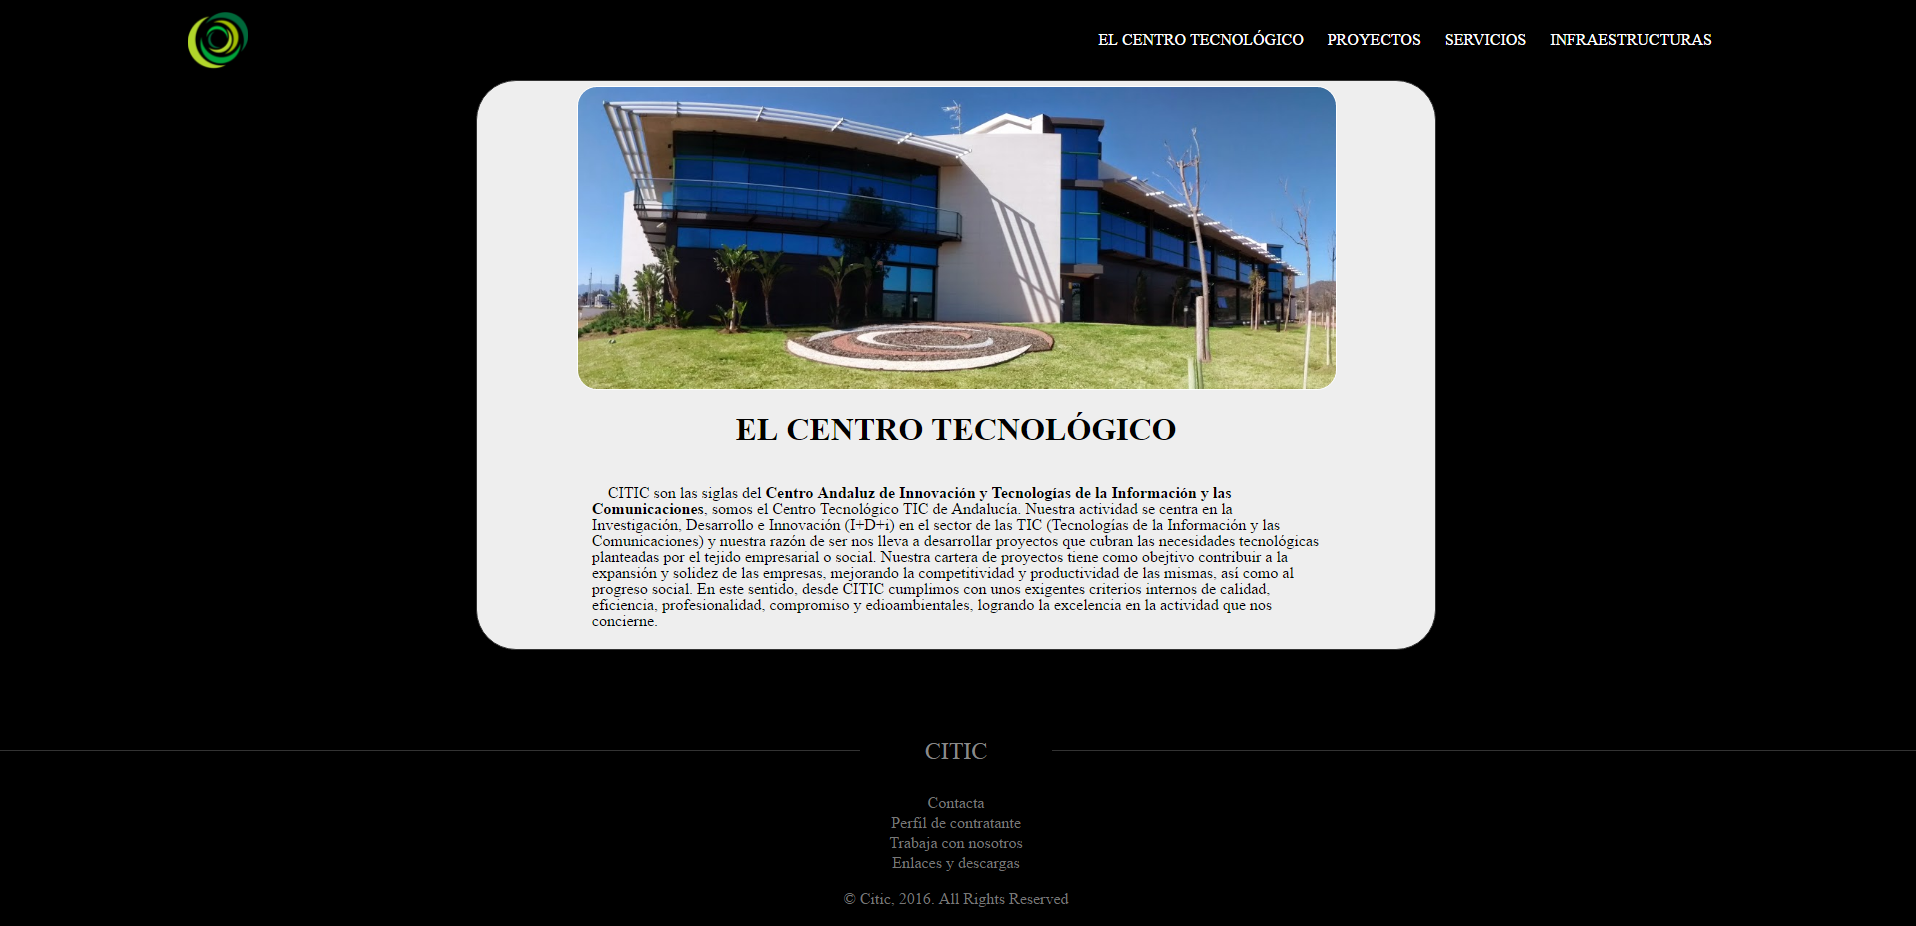 EL CENTRO TECNOLÓGICO PROYECTOS SERVICIOS INFRAESTRUCTURAS
EL CENTRO TECNOLÓGICO
CITIC son las siglas del Centro Andaluz de Innovación y Tecnologías de la Información y las
Comunicaciones, somos el Centro Tecnológico TIC de Andalucía. Nuestra actividad se centra en la
Investigación, Desarrollo e Innovación (I+D+i) en el sector de las TIC (Tecnologías de la Información y las
Comunicaciones) y nuestra razón de ser nos lleva a desarrollar proyectos que cubran las necesidades tecnológicas
planteadas por el tejido empresarial o social. Nuestra cartera de proyectos tiene como obejtivo contribuir a la
expansión y solidez de las empresas, mejorando la competitividad y productividad de las mismas, así como al
progreso social. En este sentido, desde CITIC cumplimos con unos exigentes criterios internos de calidad,
eficiencia, profesionalidad, compromiso y edioambientales, logrando la excelencia en la actividad que nos
concierne.
CITIC
Contacta
Perfil de contratante
Trabaja con nosotros
Enlaces y descargas
© Citic, 2016. All Rights Reserved